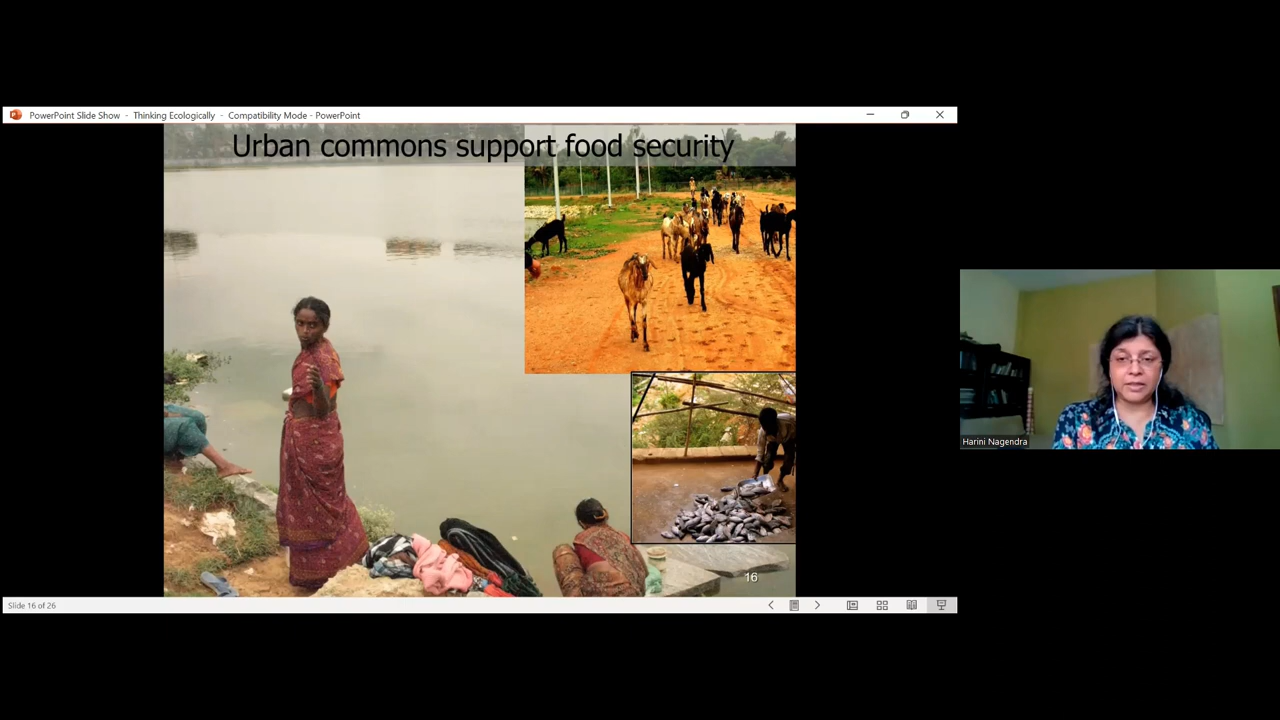 PowerPoint Slide Show - Thinking Ecologically - Compatibility Mode - PowerPoint
Urban commons support food security
Harini Nagendra
16
Slide 16 of 26